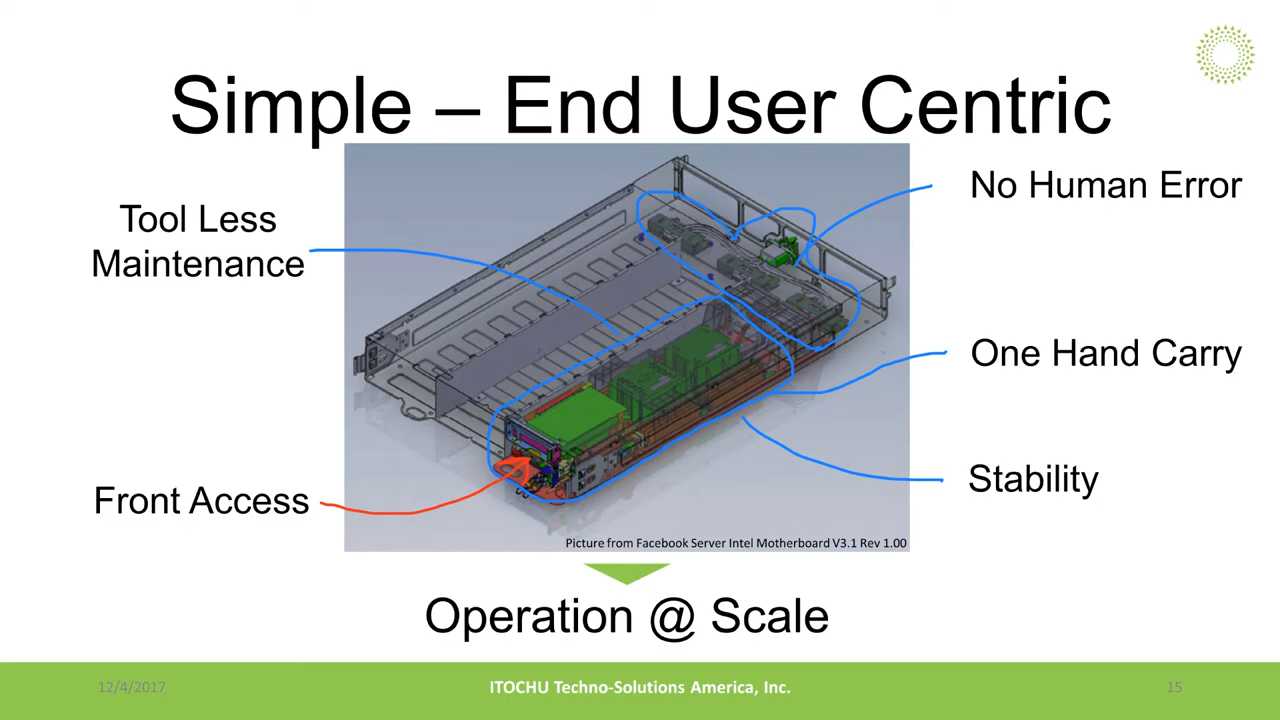 Simple – End User Centric
Tool Less
Maintenance
No Human Error
One Hand Carry
Stability
Front Access
Picture from Facebook Server Intel Motherboard V3.1 Rev 1.00
Operation @ Scale
12/4/2017
ITOCHU Techno-Solutions America, Inc.
15